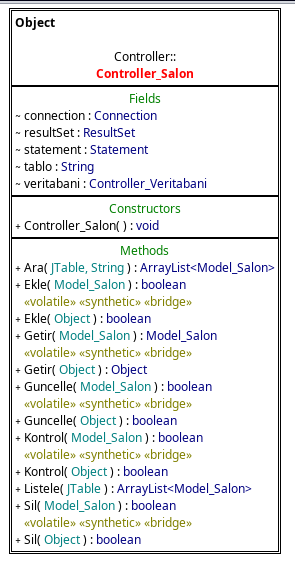 Object
Controller::
Controller_Salon
Fields
~ connection : Connection
~ resultSet : ResultSet
~ statement : Statement
~ tablo : String
~ veritabani : Controller_Veritabani
Constructors
+ Controller_Salon( ) : void
Methods
+ Ara( JTable, String ) : ArrayList<Model_Salon>
+ Ekle( Model_Salon ) : boolean
«volatile» «synthetic» «bridge»
+ Ekle( Object ) : boolean
+ Getir( Model_Salon ) : Model_Salon
«volatile» «synthetic» «bridge»
+ Getir( Object ) : Object
+ Guncelle( Model_Salon ) : boolean
«volatile» «synthetic» «bridge»
+ Guncelle( Object ) : boolean
+ Kontrol( Model_Salon ) : boolean
«volatile» «synthetic» «bridge»
+ Kontrol( Object ) : boolean
+ Listele( JTable ) : ArrayList<Model_Salon>
+ Sil( Model_Salon ) : boolean
«volatile» «synthetic» «bridge»
+ Sil( Object ) : boolean